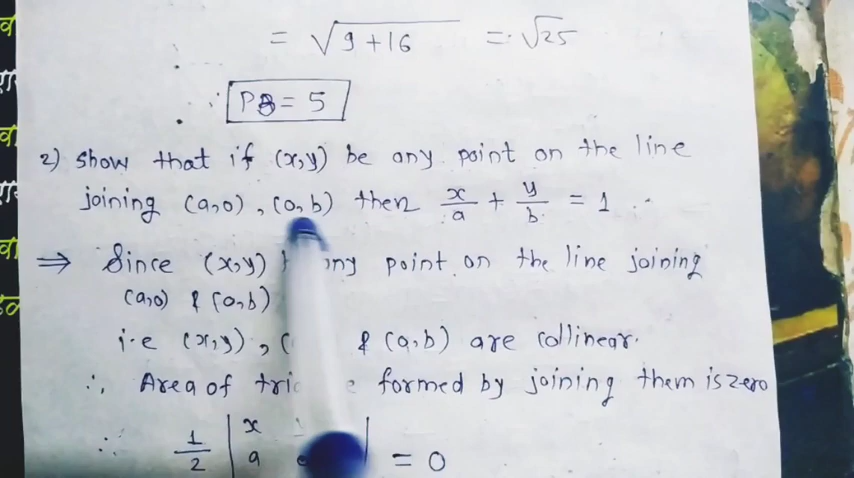 = √9+16 = √25
∴ PB = 5
2) Show that if (x,y) be any point on the line
joining (a,0), (0,b) then x/a + y/b = 1
⇒ Since (x,y) any point on the line joining
(a,0) & (0,b)
i.e (x,y), ( & (0,b) are collinear.
∴ Area of formed by joining them is zero
∴ 1/2 | x
a | = 0